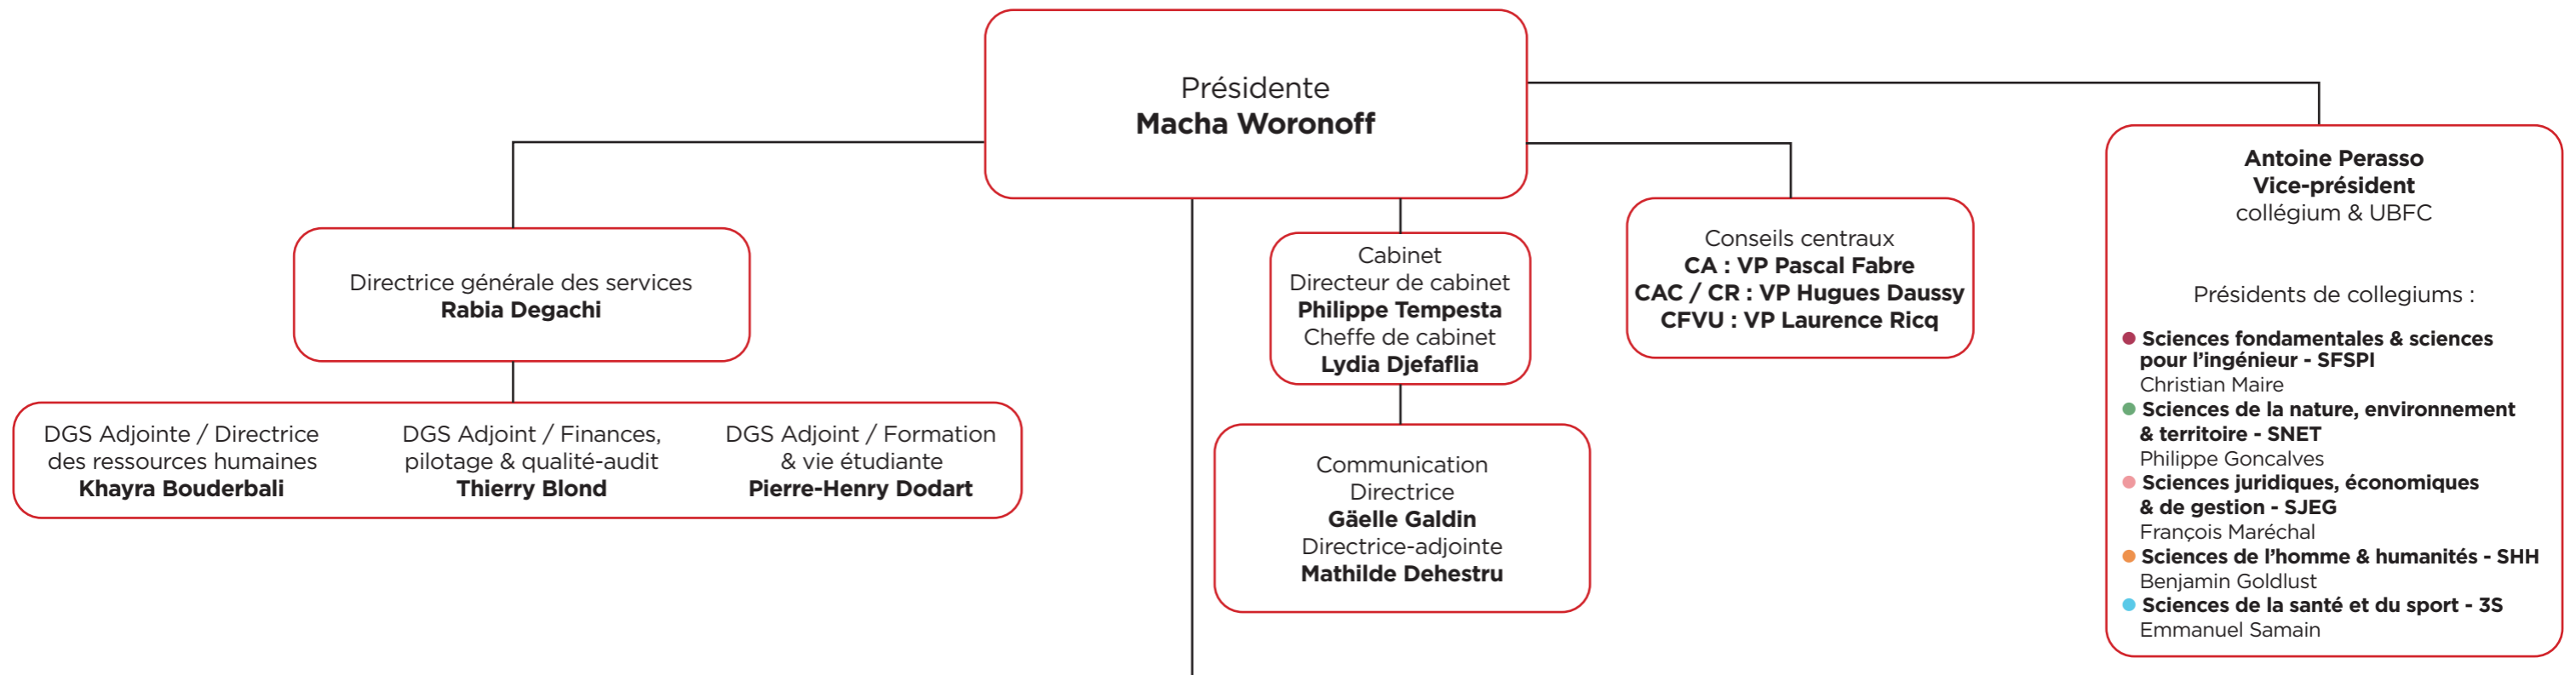 Présidente
Macha Woronoff
Directrice générale des services
Rabia Degachi
DGS Adjointe / Directrice
des ressources humaines
Khayra Bouderbali
DGS Adjoint / Finances,
pilotage & qualité-audit
Thierry Blond
DGS Adjoint / Formation
& vie étudiante
Pierre-Henry Dodart
Cabinet
Directeur de cabinet
Philippe Tempesta
Cheffe de cabinet
Lydia Djefaflia
Communication
Directrice
Gäelle Galdin
Directrice-adjointe
Mathilde Dehestru
Conseils centraux
CA : VP Pascal Fabre
CAC / CR : VP Hugues Daussy
CFVU : VP Laurence Ricq
Antoine Perasso
Vice-président
collégium & UBFC
Présidents de collegiums :
Sciences fondamentales & sciences
pour l'ingénieur - SFSPI
Christian Maire
Sciences de la nature, environnement
& territoire - SNET
Philippe Goncalves
Sciences juridiques, économiques
& de gestion - SJEG
François Maréchal
Sciences de l'homme & humanités - SHH
Benjamin Goldlust
Sciences de la santé et du sport - 3S
Emmanuel Samain